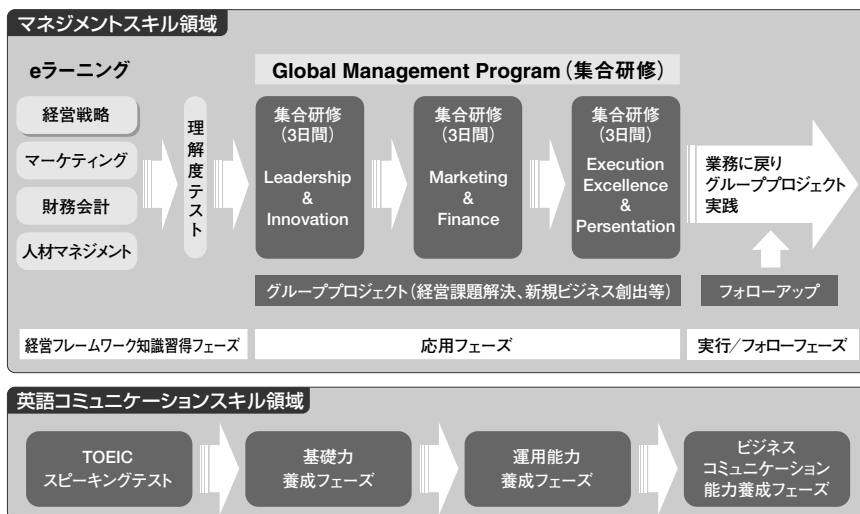 マネジメントスキル領域
eラーニング
経営戦略
マーケティング
財務会計
人材マネジメント
理解度テスト
Global Management Program（集合研修）
集合研修
（3日間）
Leadership
&
Innovation
集合研修
（3日間）
Marketing
&
Finance
集合研修
（3日間）
Execution
Excellence
&
Persentation
業務に戻り
グループプロジェクト
実践
グループプロジェクト（経営課題解決、新規ビジネス創出等）
フォローアップ
経営フレームワーク知識習得フェーズ
応用フェーズ
実行/フォローフェーズ
英語コミュニケーションスキル領域
TOEIC
スピーキングテスト
基礎力
養成フェーズ
運用能力
養成フェーズ
ビジネス
コミュニケーション
能力養成フェーズ